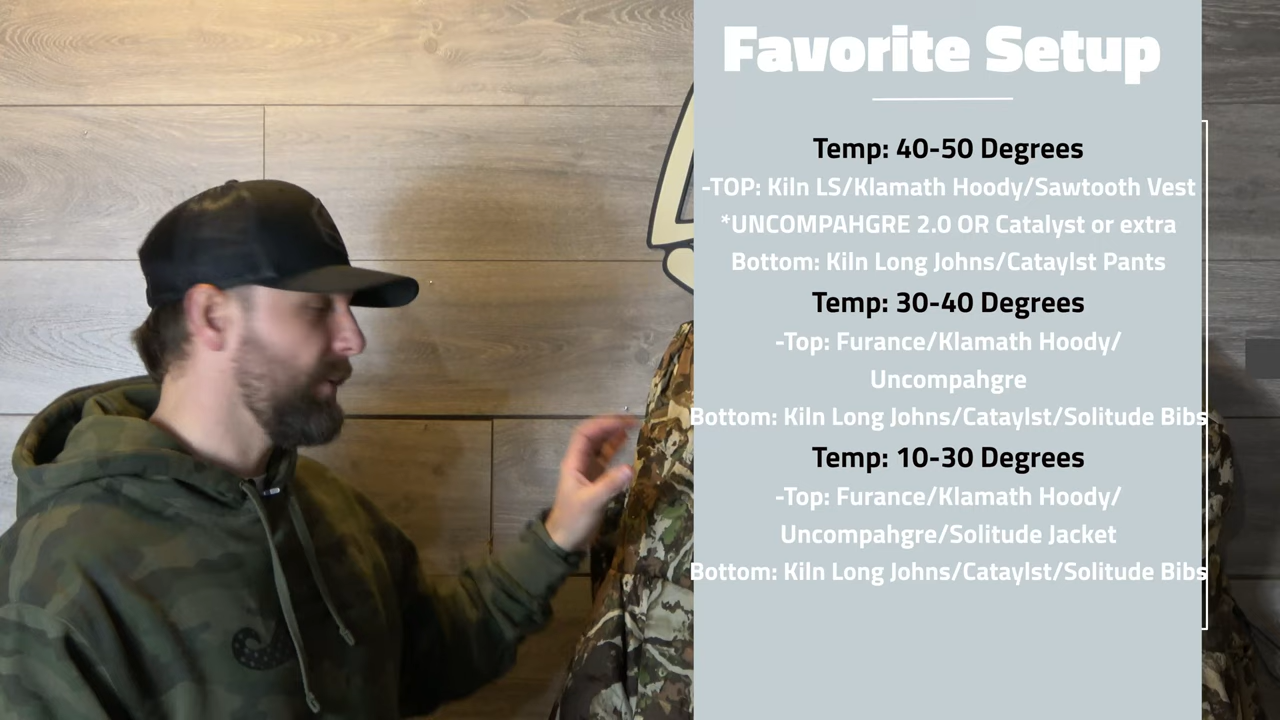 Favorite Setup
Temp: 40-50 Degrees
-TOP: Kiln LS/Klamath Hoody/Sawtooth Vest
*UNCOMPAHGRE 2.0 OR Catalyst or extra
Bottom: Kiln Long Johns/Cataylst Pants
Temp: 30-40 Degrees
-Top: Furance/Klamath Hoody/
Uncompahgre
Bottom: Kiln Long Johns/Cataylst/Solitude Bibs
Temp: 10-30 Degrees
-Top: Furance/Klamath Hoody/
Uncompahgre/Solitude Jacket
Bottom: Kiln Long Johns/Cataylst/Solitude Bibs